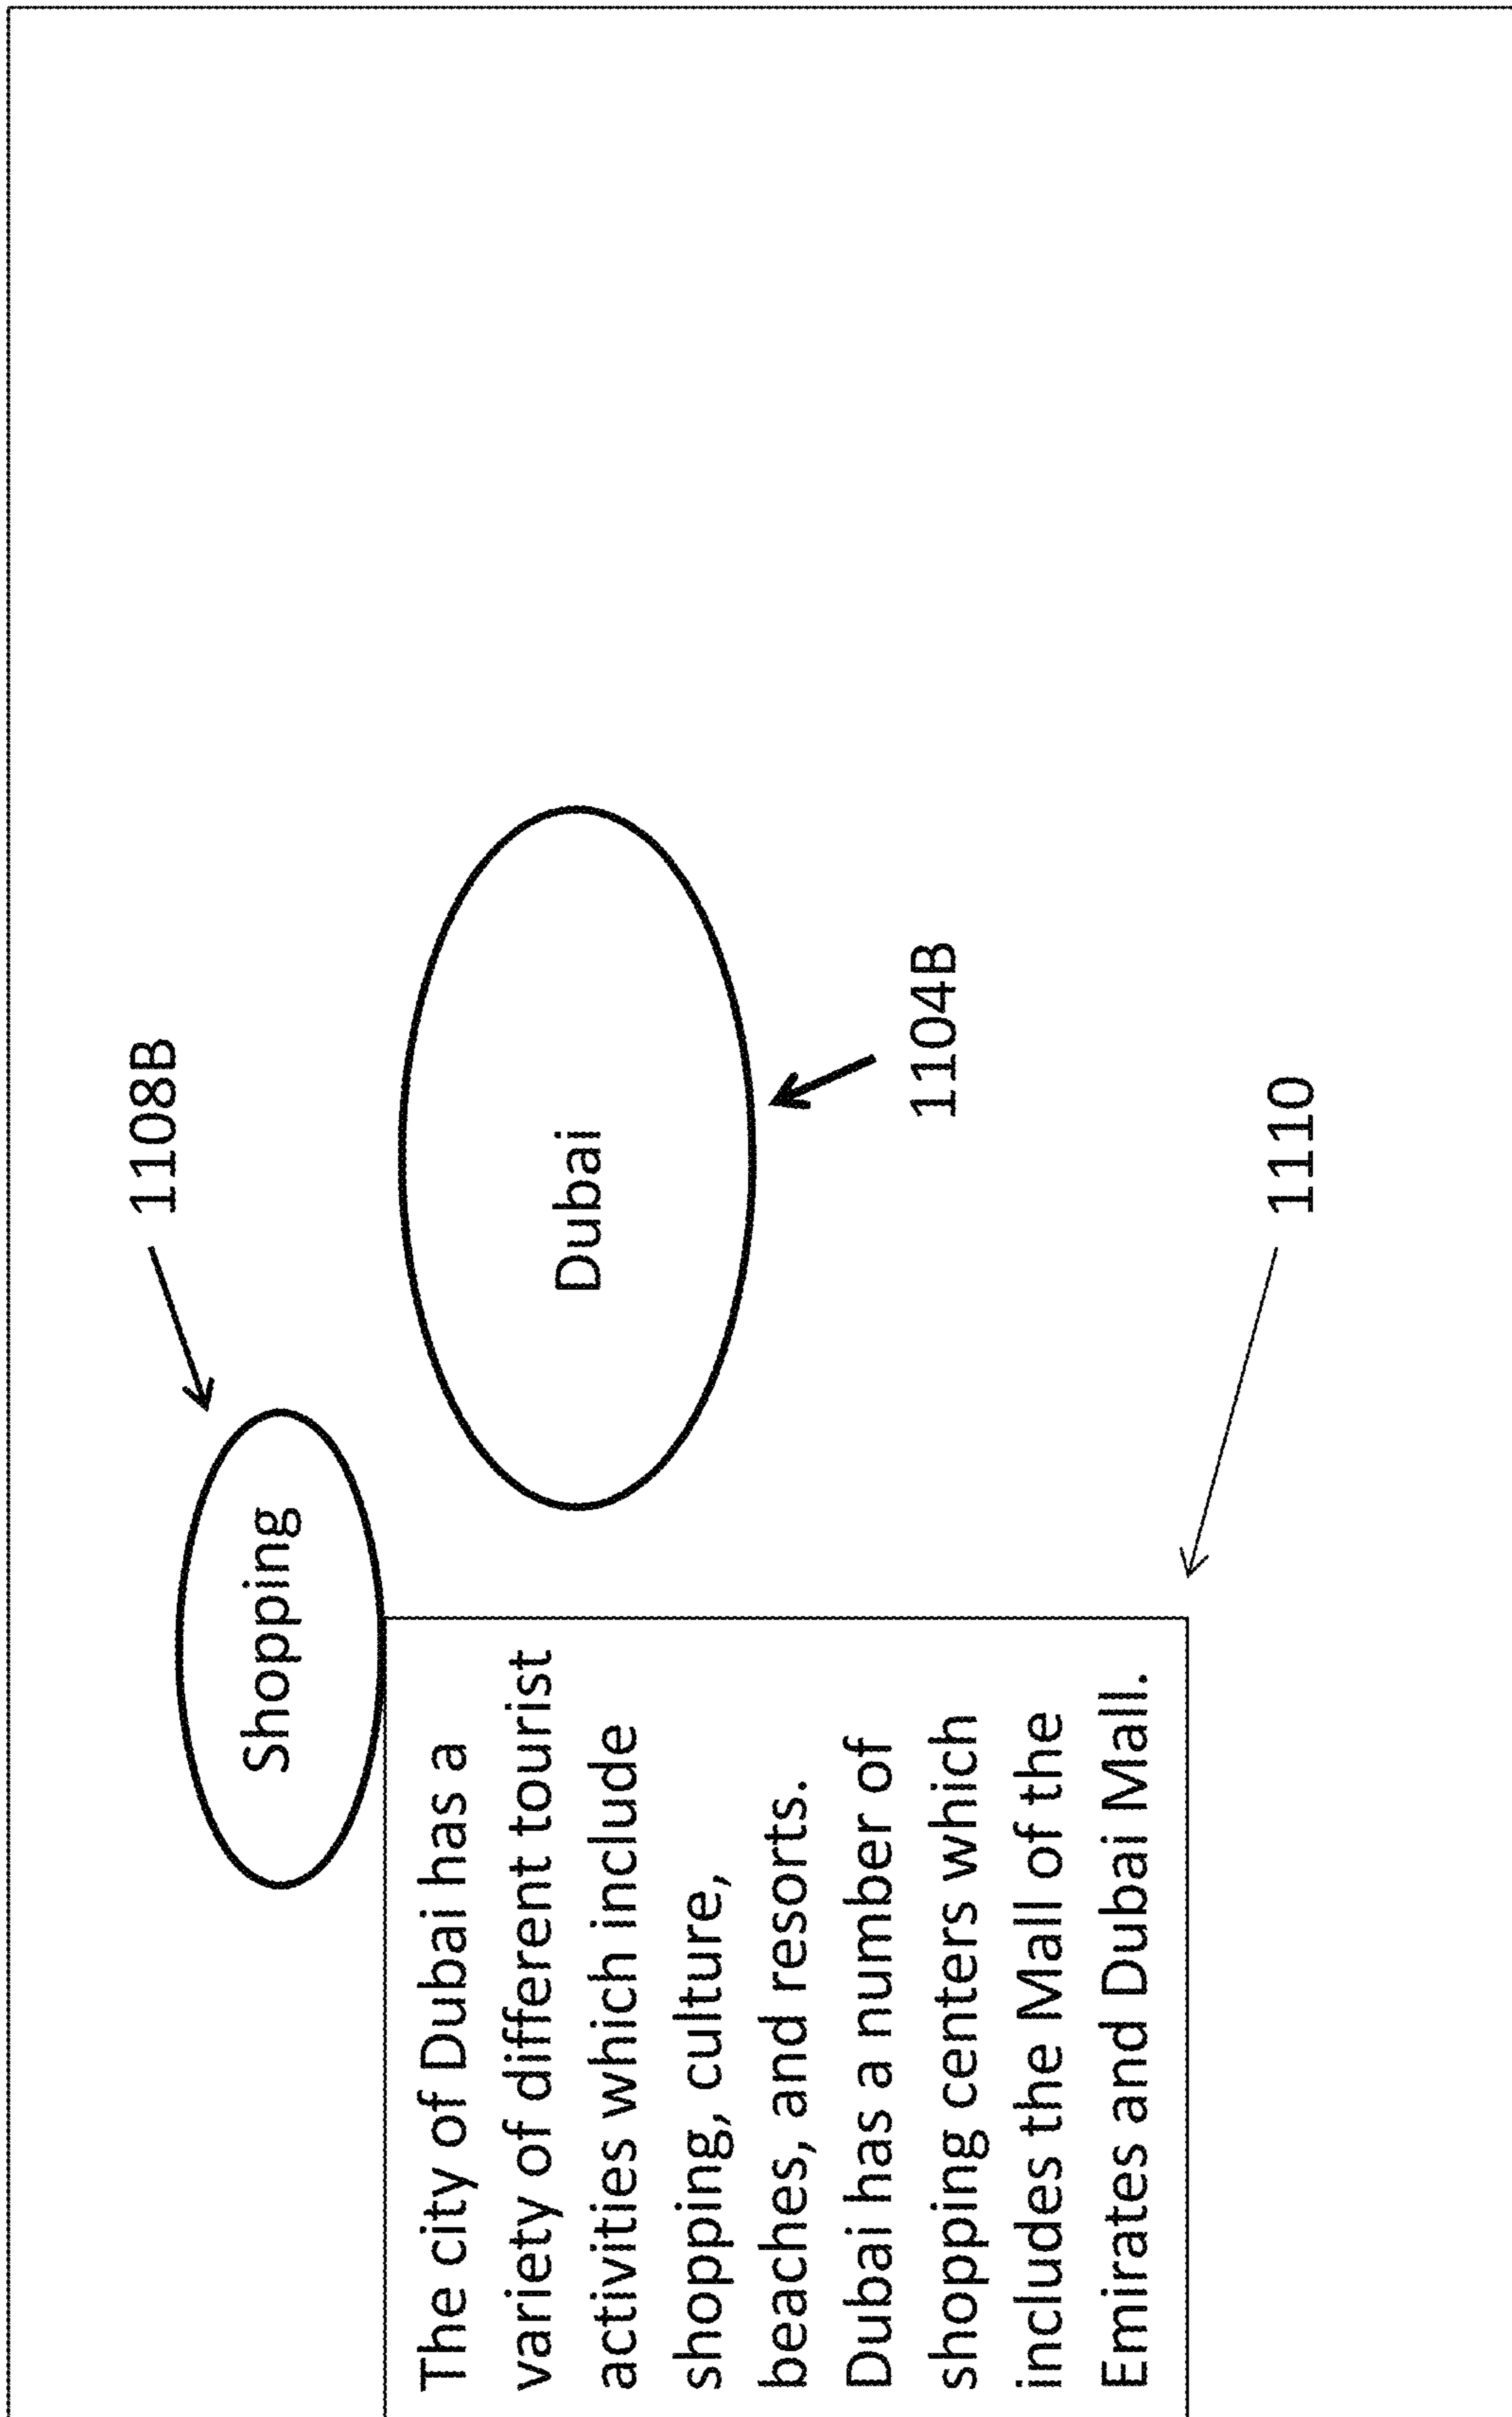 1108B
Shopping
Dubai
1104B
The city of Dubai has a
variety of different tourist
activities which include
shopping, culture,
beaches, and resorts.
Dubai has a number of
shopping centers which
includes the Mall of the
Emirates and Dubai Mall.
1110